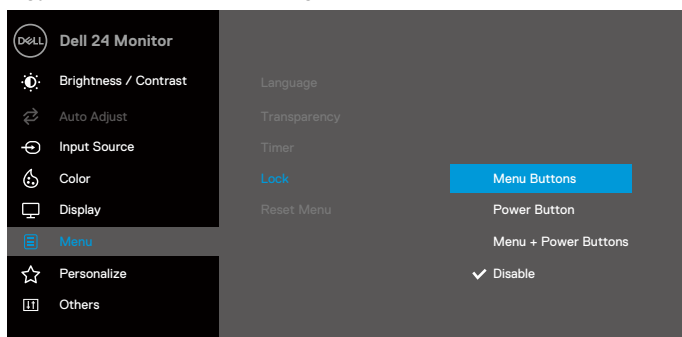 DELL
Dell 24 Monitor
Brightness / Contrast
Auto Adjust
Input Source
Color
Display
Menu
Personalize
Others
Language
Transparency
Timer
Lock
Reset Menu
Menu Buttons
Power Button
Menu + Power Buttons
Disable